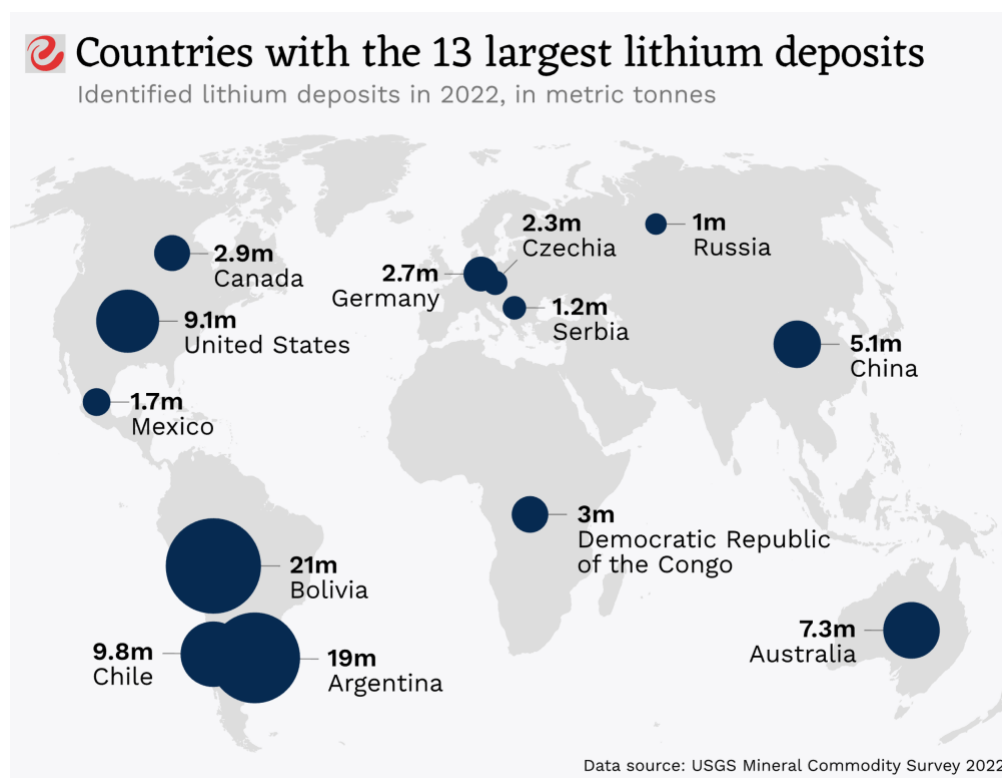 Countries with the 13 largest lithium deposits
Identified lithium deposits in 2022, in metric tonnes
2.9m
Canada
9.1m
United States
1.7m
Mexico
2.7m
Germany
2.3m
Czechia
1.2m
Serbia
1m
Russia
5.1m
China
3m
Democratic Republic
of the Congo
21m
Bolivia
9.8m
Chile
19m
Argentina
7.3m
Australia
Data source: USGS Mineral Commodity Survey 2022